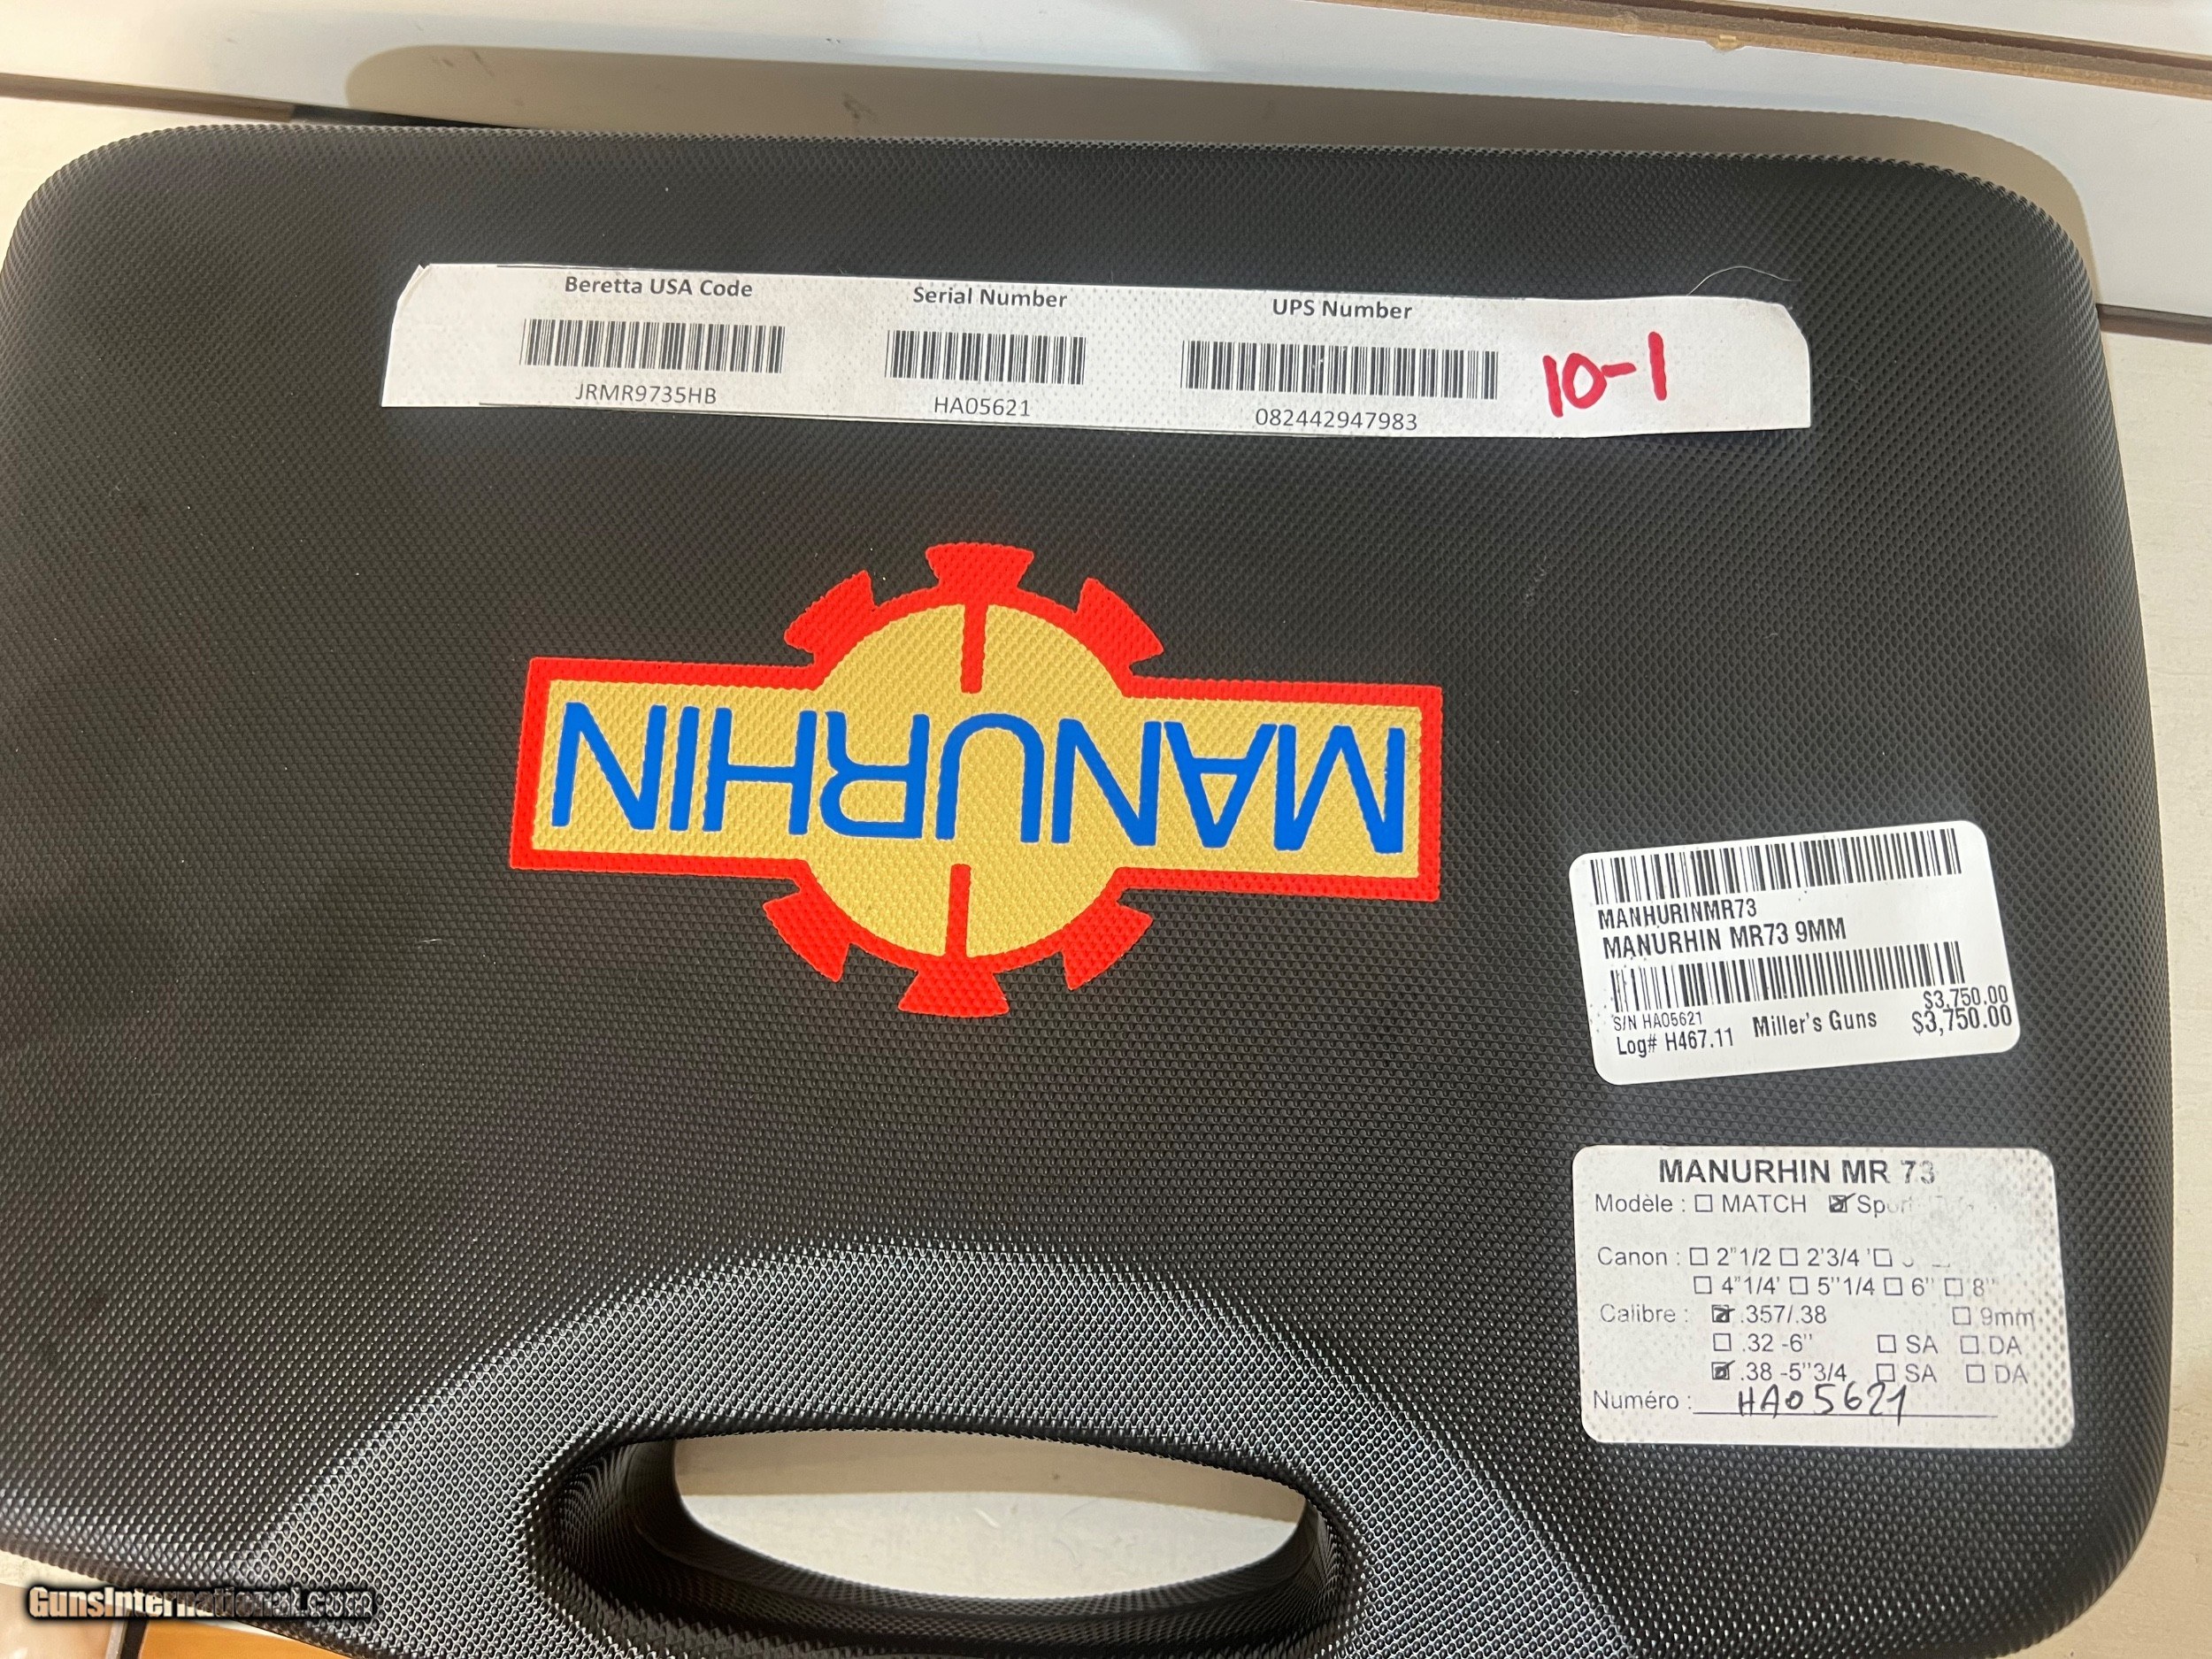 Beretta USA Code Serial Number UPS Number
JRMR9735HB HA05621 082442947983
10-1
MANURHIN
MANHURINMR73
MANURHIN MR73 9MM
$3,750.00
S/N HA05621
Log# H467.11 Miller's Guns $3,750.00
MANURHIN MR 73
Modèle : MATCH
Canon : 2"1/2 2'3/4 '
4"1/4' 5"1/4 6" 8"
Calibre : .357/.38 9mm
.32 -6" SA DA
.38 -5"3/4 SA DA
Numéro : HA05621
GunsInternational.com